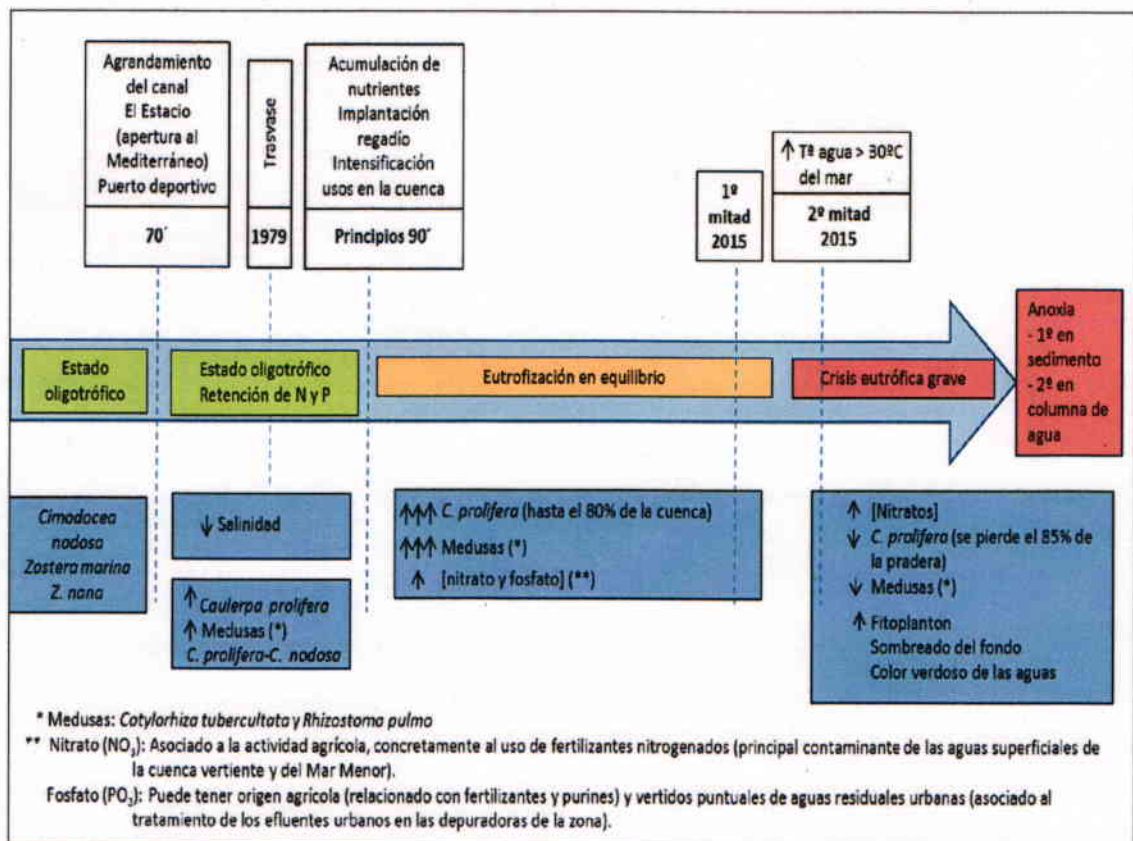 Agrandamiento
del canal
El Estacio
(apertura al
Mediterráneo)
Puerto deportivo
70´
Trasvase
1979
Acumulación de
nutrientes
Implantación
regadío
Intensificación
usos en la cuenca
Principios 90´
1º
mitad
2015
↑ Tª agua > 30ºC
del mar
2º mitad
2015
Estado
oligotrófico
Estado oligotrófico
Retención de N y P
Eutrofización en equilibrio
Crisis eutrófica grave
Anoxia
- 1º en
sedimento
- 2º en
columna de
agua
Cimodocea
nodosa
Zostera marina
Z. nana
↓ Salinidad
↑ Caulerpa prolifera
↑ Medusas (*)
C. prolifera-C. nodosa
↑↑↑ C. prolifera (hasta el 80% de la cuenca)
↑↑↑ Medusas (*)
↑ [nitrato y fosfato] (**)
↑ [Nitratos]
↓ C. prolifera (se pierde el 85% de
la pradera)
↓ Medusas (*)
↑ Fitoplanton
Sombreado del fondo
Color verdoso de las aguas
* Medusas: Cotylorhiza tubercultata y Rhizostoma pulmo
** Nitrato (NO3): Asociado a la actividad agrícola, concretamente al uso de fertilizantes nitrogenados (principal contaminante de las aguas superficiales de
la cuenca vertiente y del Mar Menor).
Fosfato (PO3): Puede tener origen agrícola (relacionado con fertilizantes y purines) y vertidos puntuales de aguas residuales urbanas (asociado al
tratamiento de los efluentes urbanos en las depuradoras de la zona).